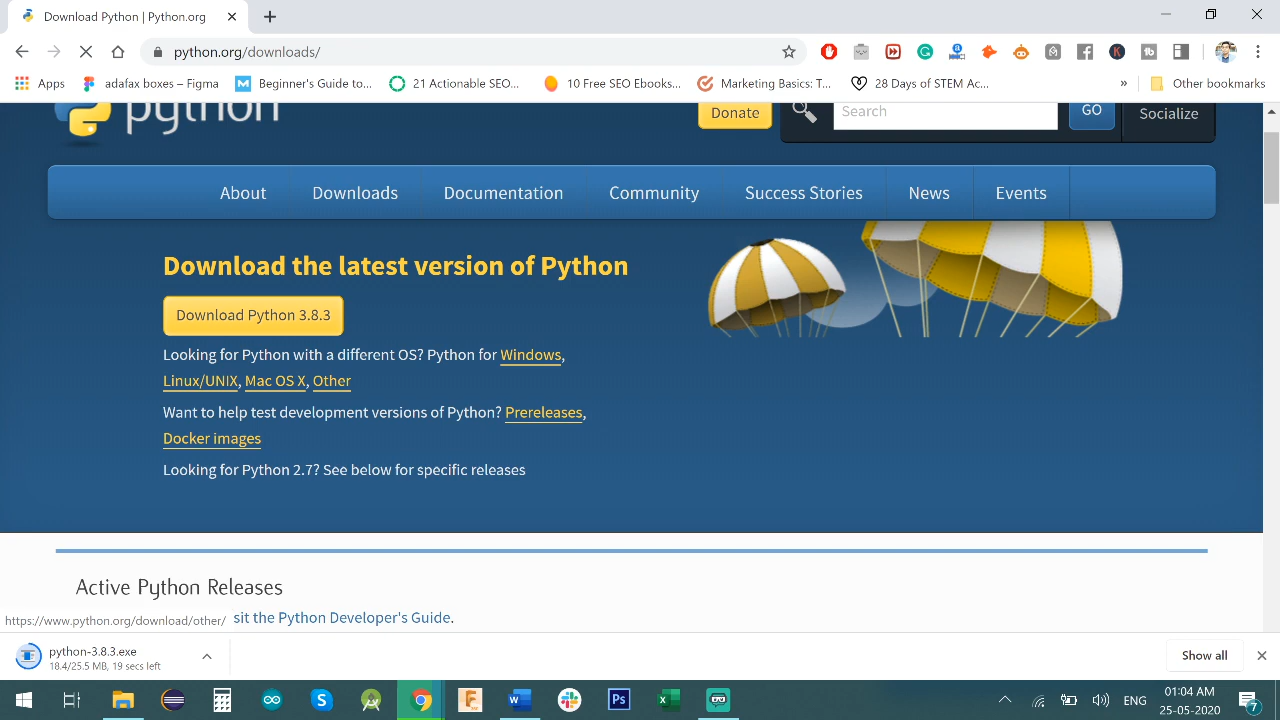 Download Python | Python.org
python.org/downloads/
Apps adafax boxes – Figma Beginner's Guide to... 21 Actionable SEO... 10 Free SEO Ebooks... Marketing Basics: T... 28 Days of STEM Ac... » Other bookmarks
python Donate Search GO Socialize
About Downloads Documentation Community Success Stories News Events
Download the latest version of Python
Download Python 3.8.3
Looking for Python with a different OS? Python for Windows,
Linux/UNIX, Mac OS X, Other
Want to help test development versions of Python? Prereleases,
Docker images
Looking for Python 2.7? See below for specific releases
Active Python Releases
https://www.python.org/download/other/ sit the Python Developer's Guide.
python-3.8.3.exe
18.4/25.5 MB, 19 secs left
Show all
ENG 01:04 AM
25-05-2020 7